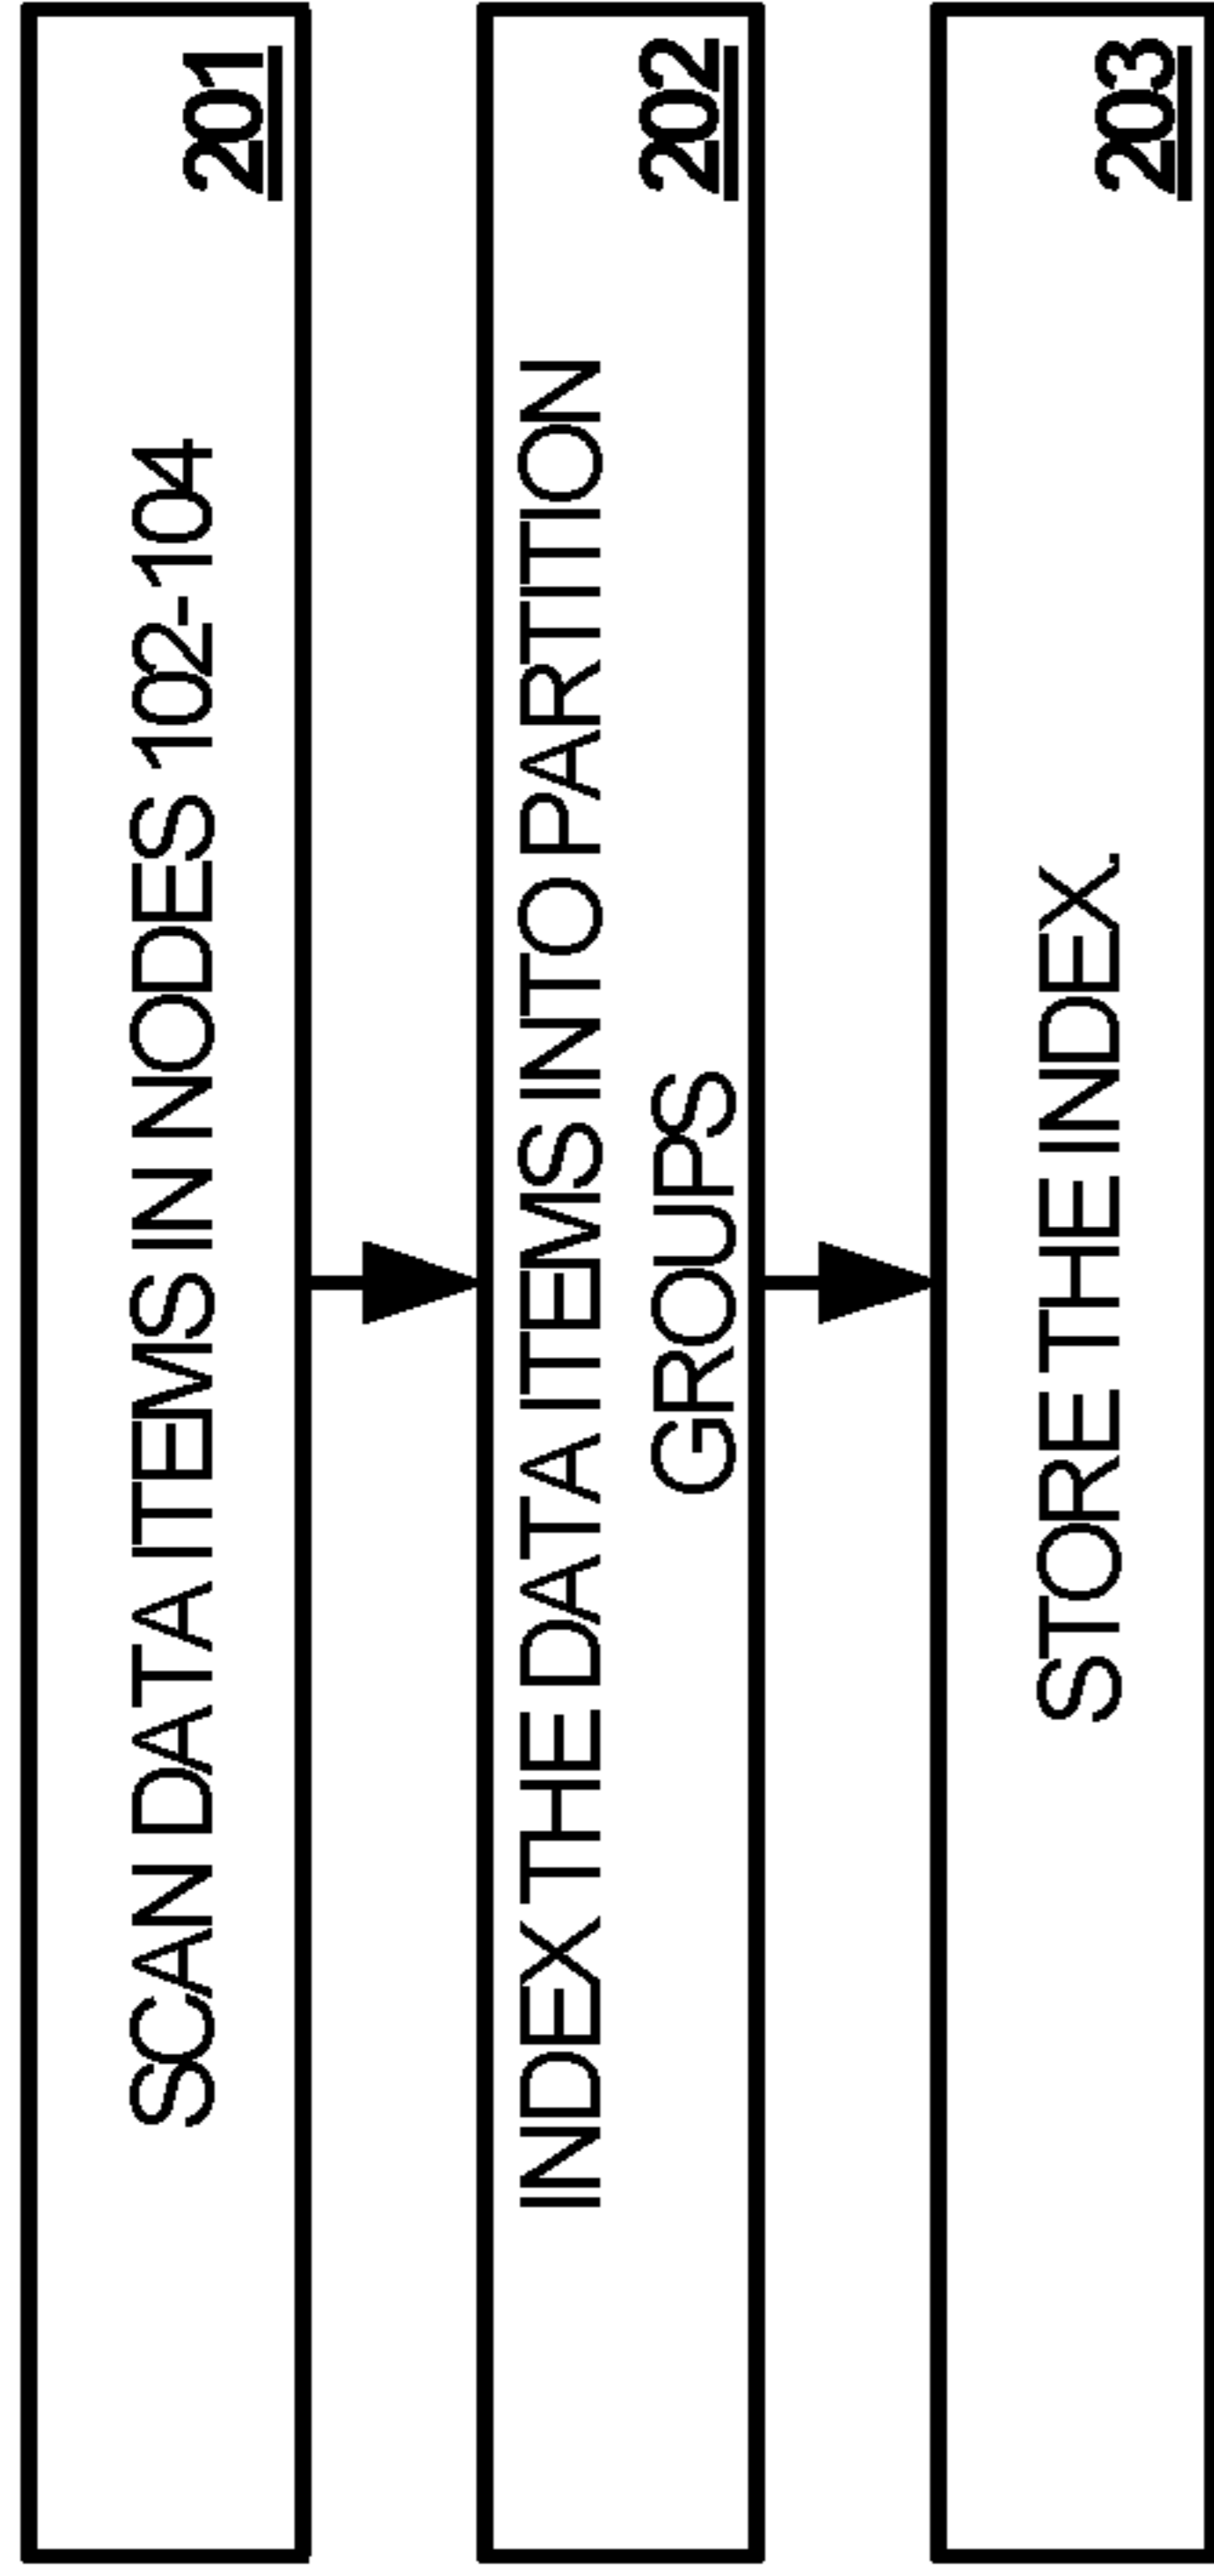 SCAN DATA ITEMS IN NODES 102-104
201
INDEX THE DATA ITEMS INTO PARTITION
GROUPS
202
STORE THE INDEX.
203